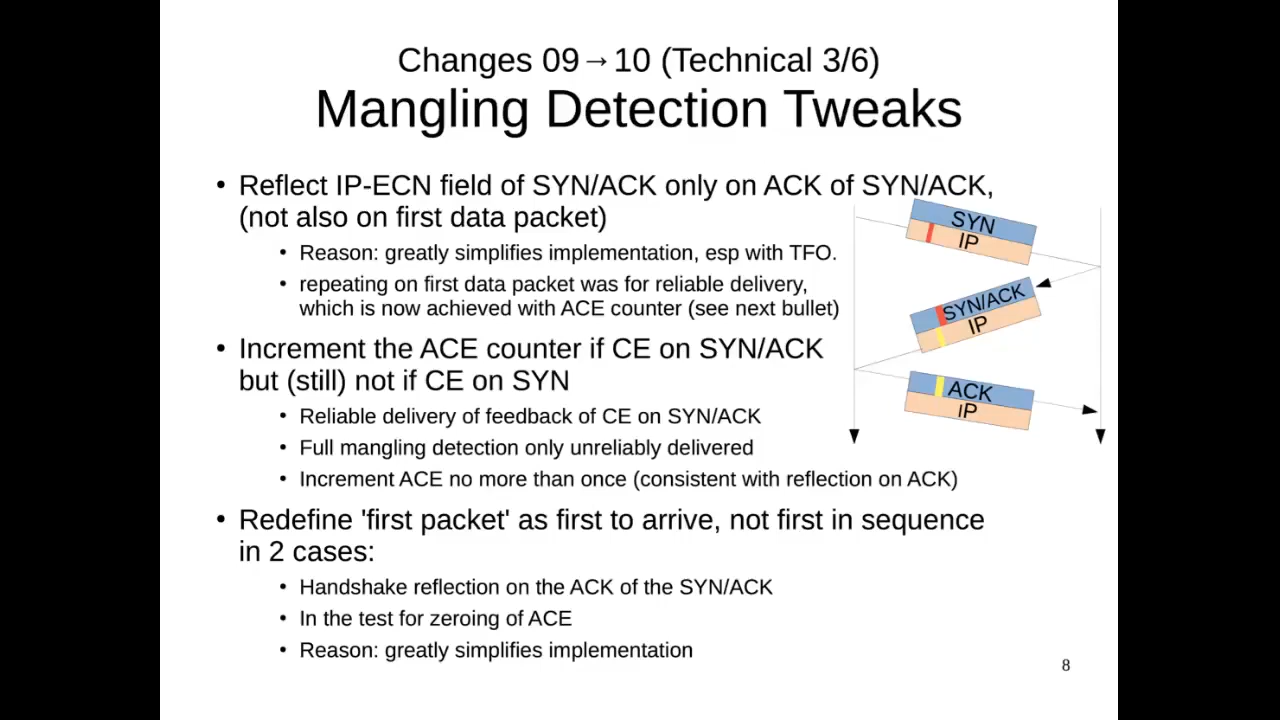 Changes 09→10 (Technical 3/6)
Mangling Detection Tweaks
• Reflect IP-ECN field of SYN/ACK only on ACK of SYN/ACK,
(not also on first data packet)
• Reason: greatly simplifies implementation, esp with TFO.
• repeating on first data packet was for reliable delivery,
which is now achieved with ACE counter (see next bullet)
• Increment the ACE counter if CE on SYN/ACK
but (still) not if CE on SYN
• Reliable delivery of feedback of CE on SYN/ACK
• Full mangling detection only unreliably delivered
• Increment ACE no more than once (consistent with reflection on ACK)
• Redefine 'first packet' as first to arrive, not first in sequence
in 2 cases:
• Handshake reflection on the ACK of the SYN/ACK
• In the test for zeroing of ACE
• Reason: greatly simplifies implementation
SYN
IP
SYN/ACK
IP
ACK
IP
8